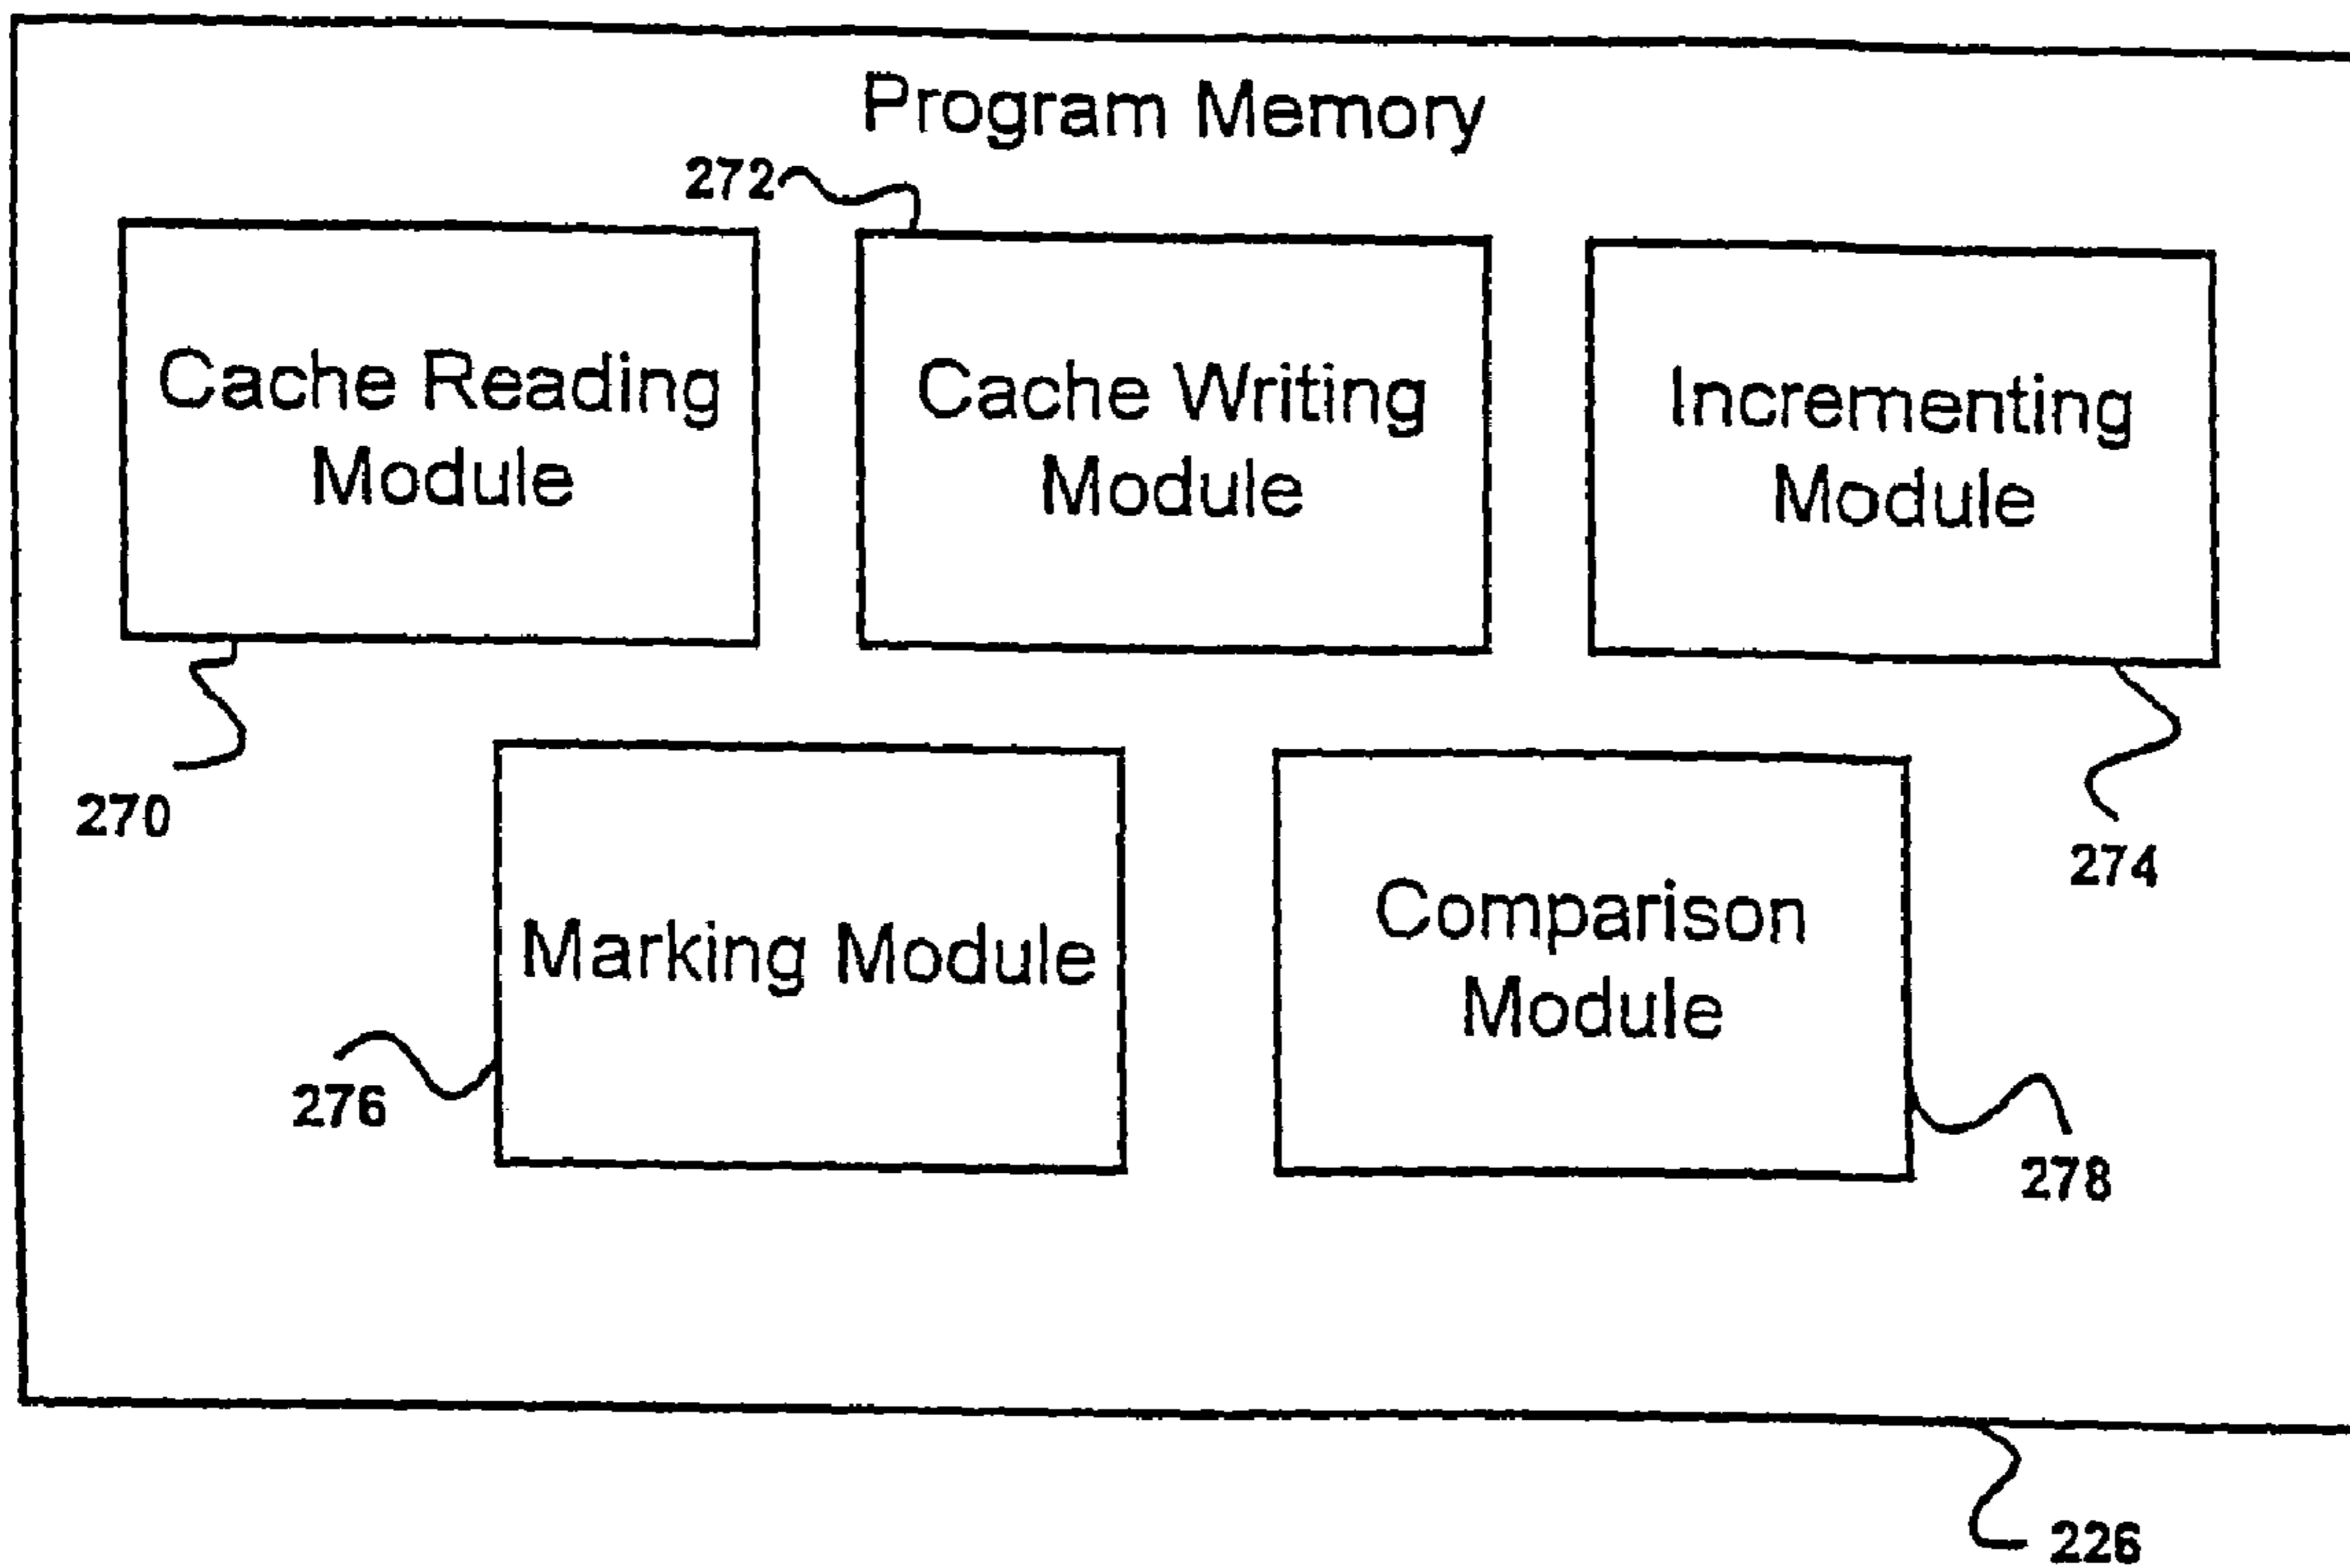 Program Memory
272
Cache Reading
Module
Cache Writing
Module
Incrementing
Module
270
274
Marking Module
Comparison
Module
276
278
226